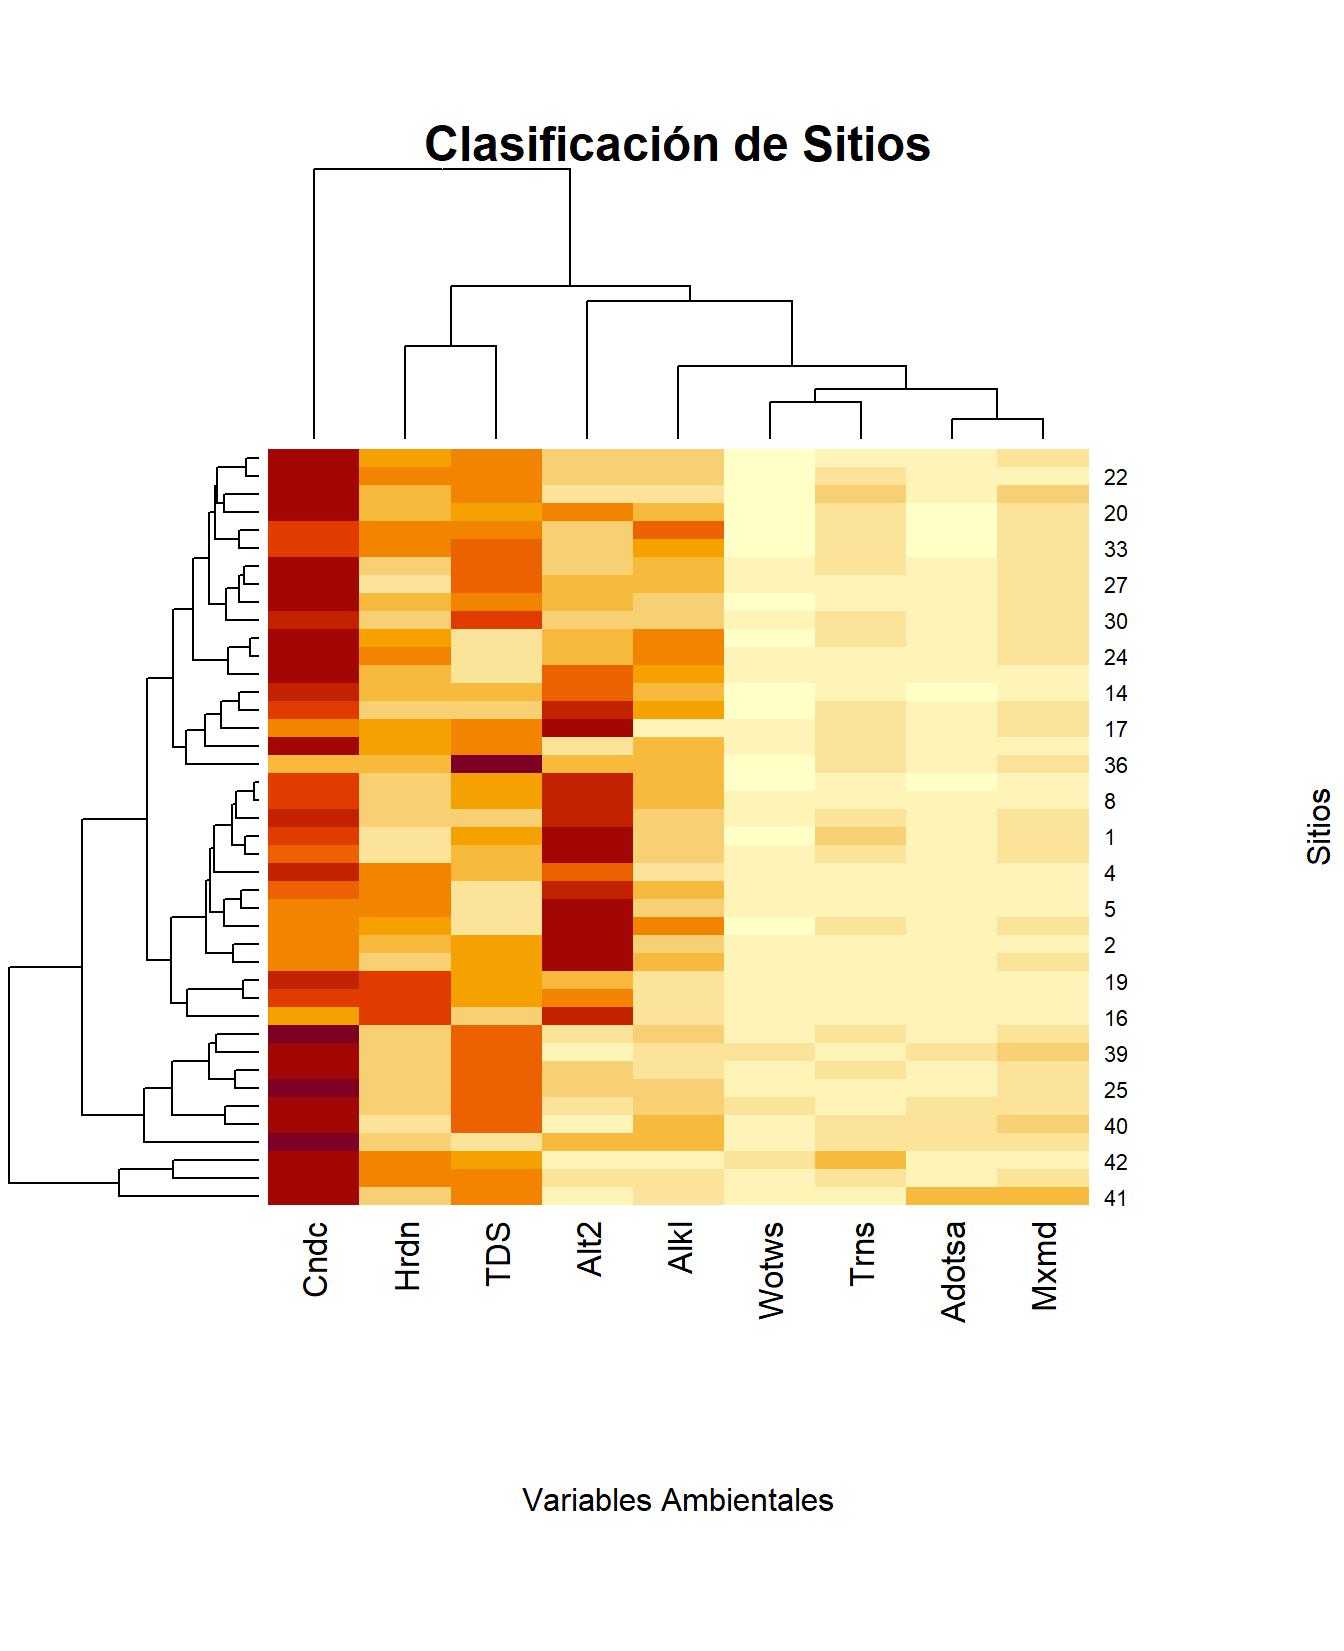 Clasificación de Sitios
22
20
33
27
30
24
14
17
36
8
1
4
5
2
19
16
39
25
40
42
41
Sitios
Cndc
Hrdn
TDS
Alt2
Alkl
Wotws
Trns
Adotsa
Mxmd
Variables Ambientales